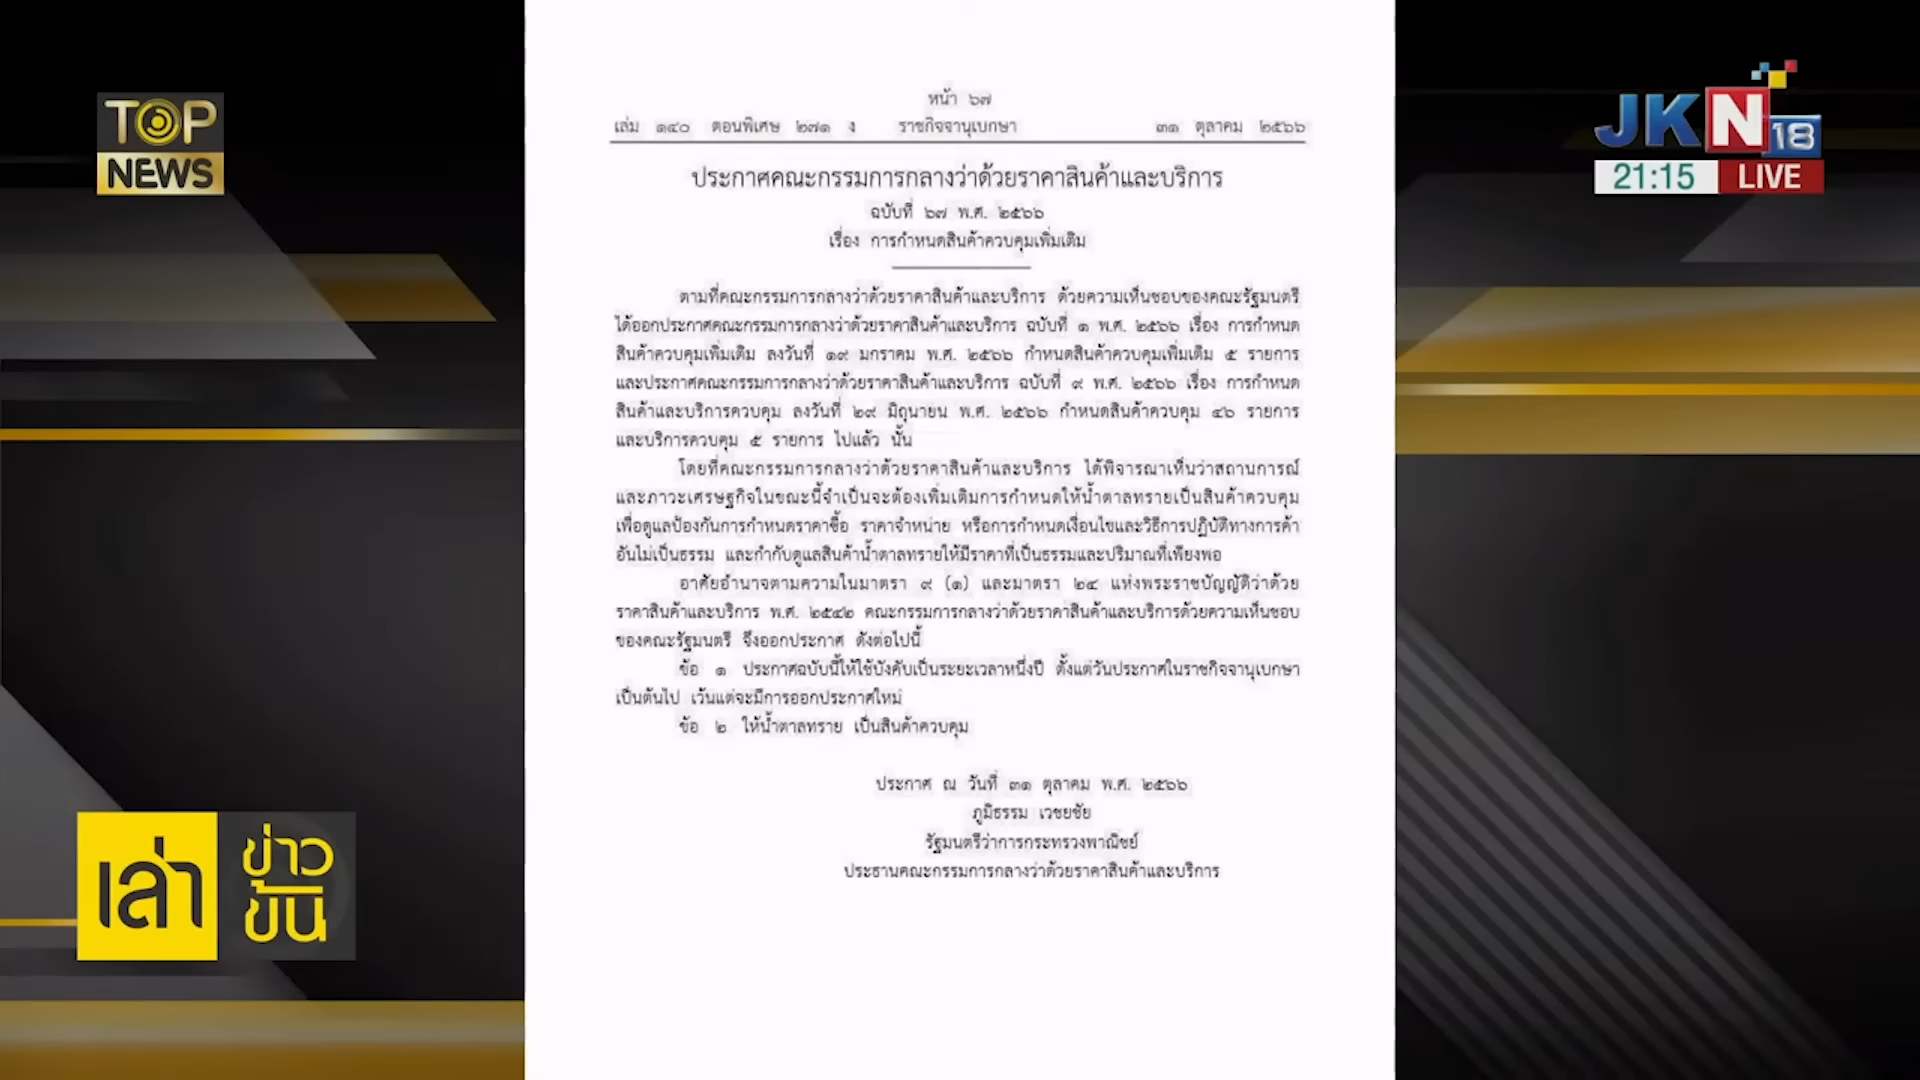 TOP
NEWS
JKN18
21:15 LIVE
หน้า ๖๗
เล่ม ๑๔๐ ตอนพิเศษ ๒๗๑ ง ราชกิจจานุเบกษา ๓๑ ตุลาคม ๒๕๖๖
ประกาศคณะกรรมการกลางว่าด้วยราคาสินค้าและบริการ
ฉบับที่ ๖๗ พ.ศ. ๒๕๖๖
เรื่อง การกำหนดสินค้าควบคุมเพิ่มเติม
ตามที่คณะกรรมการกลางว่าด้วยราคาสินค้าและบริการ ด้วยความเห็นชอบของคณะรัฐมนตรี
ได้ออกประกาศคณะกรรมการกลางว่าด้วยราคาสินค้าและบริการ ฉบับที่ ๑ พ.ศ. ๒๕๖๖ เรื่อง การกำหนด
สินค้าควบคุมเพิ่มเติม ลงวันที่ ๑๙ มกราคม พ.ศ. ๒๕๖๖ กำหนดสินค้าควบคุมเพิ่มเติม ๕ รายการ
และประกาศคณะกรรมการกลางว่าด้วยราคาสินค้าและบริการ ฉบับที่ ๙ พ.ศ. ๒๕๖๖ เรื่อง การกำหนด
สินค้าและบริการควบคุม ลงวันที่ ๒๙ มิถุนายน พ.ศ. ๒๕๖๖ กำหนดสินค้าควบคุม ๔๖ รายการ
และบริการควบคุม ๕ รายการ ไปแล้ว นั้น
โดยที่คณะกรรมการกลางว่าด้วยราคาสินค้าและบริการ ได้พิจารณาเห็นว่าสถานการณ์
และภาวะเศรษฐกิจในขณะนี้จำเป็นจะต้องเพิ่มเติมการกำหนดให้น้ำตาลทรายเป็นสินค้าควบคุม
เพื่อดูแลป้องกันการกำหนดราคาซื้อ ราคาจำหน่าย หรือการกำหนดเงื่อนไขและวิธีการปฏิบัติทางการค้า
อันไม่เป็นธรรม และกำกับดูแลสินค้าน้ำตาลทรายให้มีราคาที่เป็นธรรมและปริมาณที่เพียงพอ
อาศัยอำนาจตามความในมาตรา ๙ (๑) และมาตรา ๒๔ แห่งพระราชบัญญัติว่าด้วย
ราคาสินค้าและบริการ พ.ศ. ๒๕๔๒ คณะกรรมการกลางว่าด้วยราคาสินค้าและบริการด้วยความเห็นชอบ
ของคณะรัฐมนตรี จึงออกประกาศ ดังต่อไปนี้
ข้อ ๑ ประกาศฉบับนี้ให้ใช้บังคับเป็นระยะเวลาหนึ่งปี ตั้งแต่วันประกาศในราชกิจจานุเบกษา
เป็นต้นไป เว้นแต่จะมีการออกประกาศใหม่
ข้อ ๒ ให้น้ำตาลทราย เป็นสินค้าควบคุม
ประกาศ ณ วันที่ ๓๑ ตุลาคม พ.ศ. ๒๕๖๖
ภูมิธรรม เวชยชัย
รัฐมนตรีว่าการกระทรวงพาณิชย์
ประธานคณะกรรมการกลางว่าด้วยราคาสินค้าและบริการ
เล่า
ข่าว
ข้น